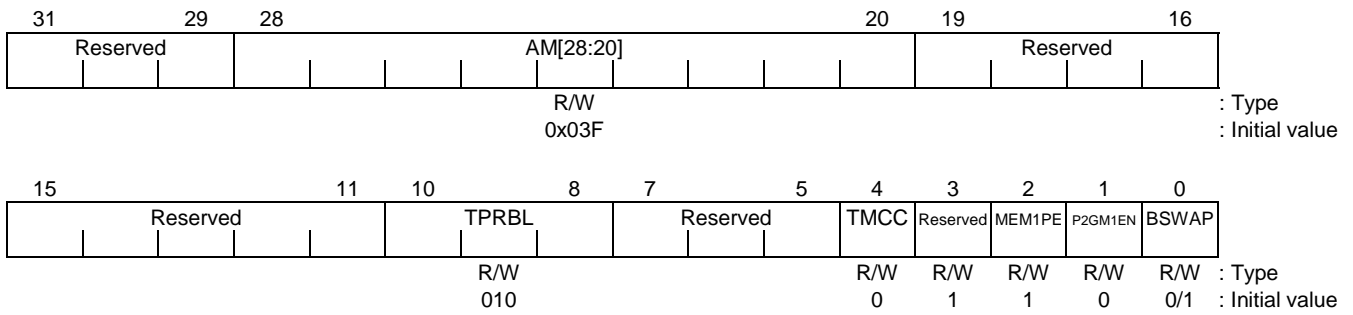 31 29 28 20 19 16
Reserved AM[28:20] Reserved
R/W : Type
0x03F : Initial value
15 11 10 8 7 5 4 3 2 1 0
Reserved TPRBL Reserved TMCC Reserved MEM1PE P2GM1EN BSWAP
R/W R/W R/W R/W R/W R/W : Type
010 0 1 1 0 0/1 : Initial value